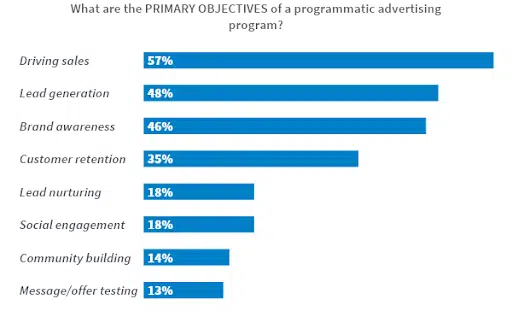 What are the PRIMARY OBJECTIVES of a programmatic advertising
program?
Driving sales 57%
Lead generation 48%
Brand awareness 46%
Customer retention 35%
Lead nurturing 18%
Social engagement 18%
Community building 14%
Message/offer testing 13%